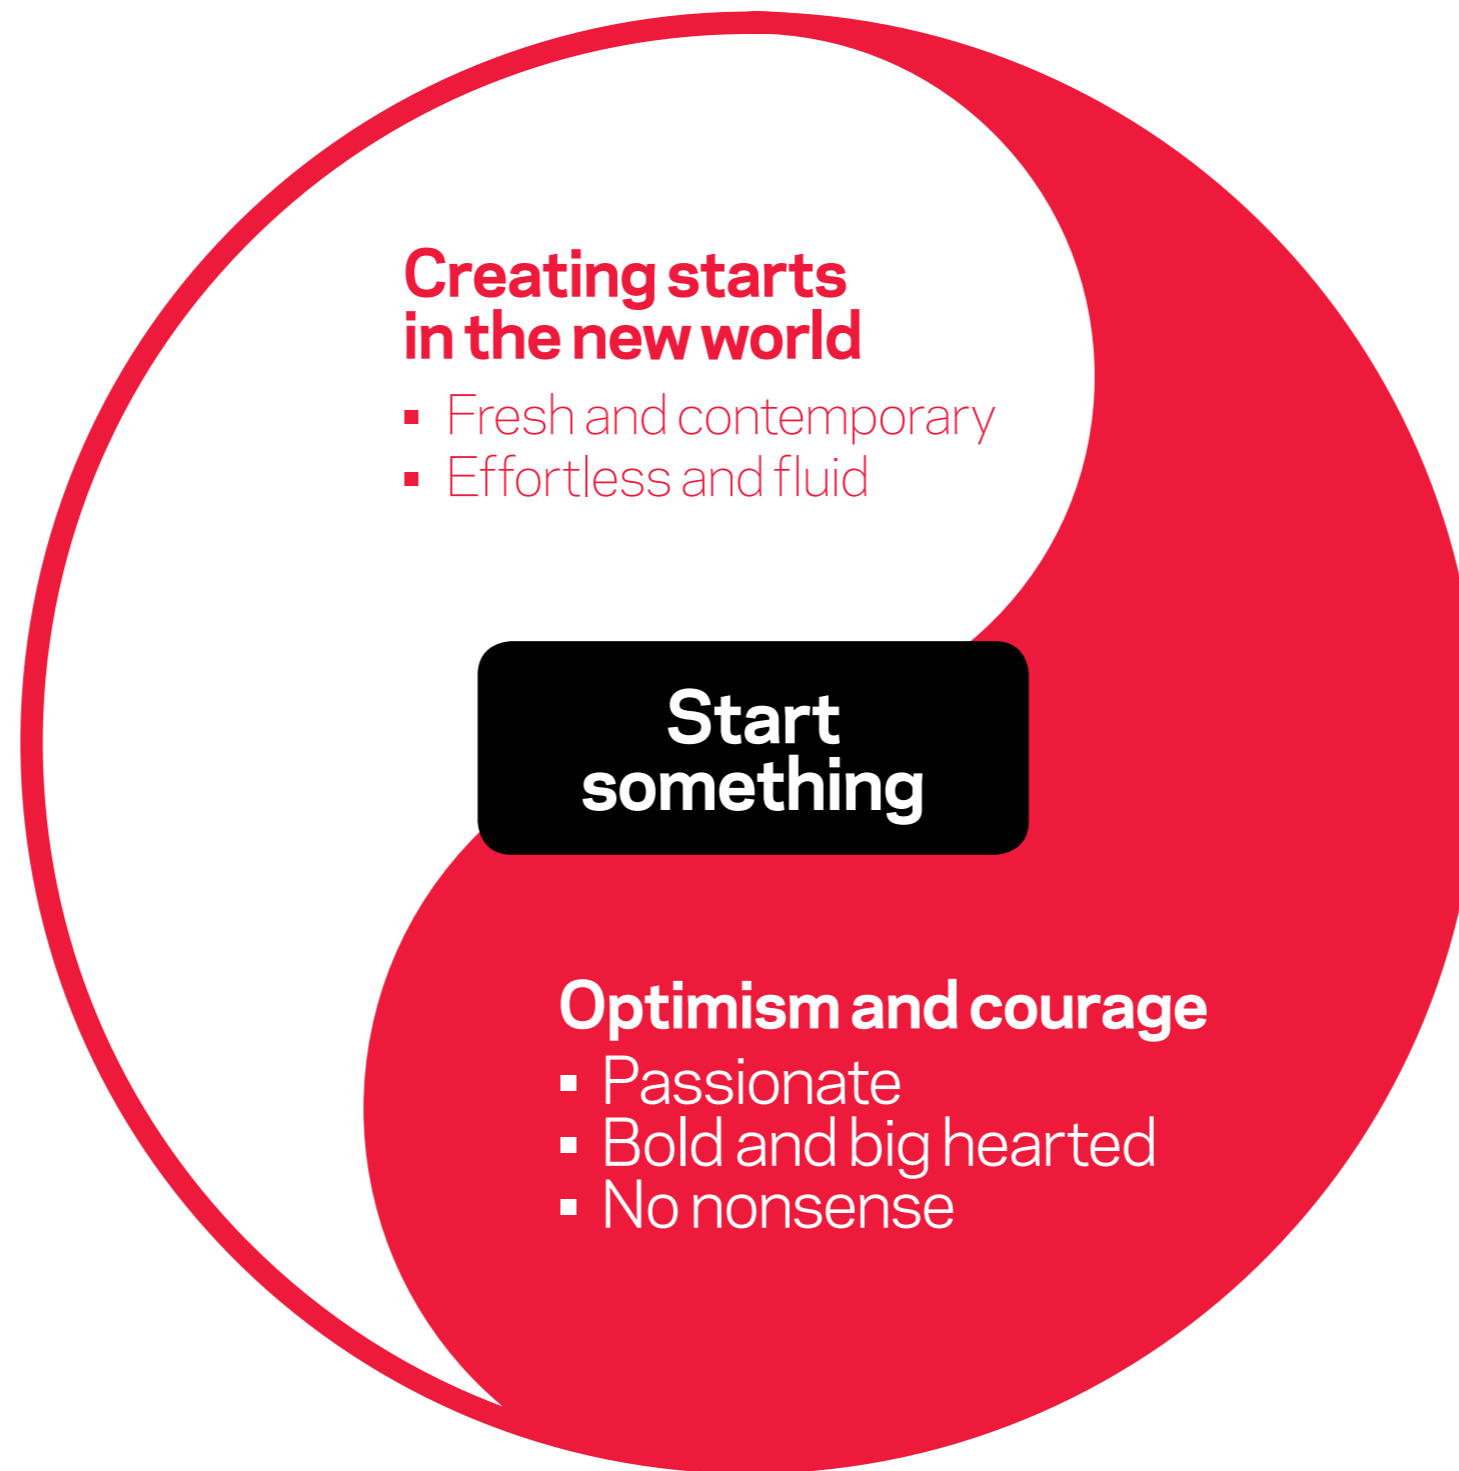 Creating starts
in the new world
▪ Fresh and contemporary
▪ Effortless and fluid
Start
something
Optimism and courage
▪ Passionate
▪ Bold and big hearted
▪ No nonsense